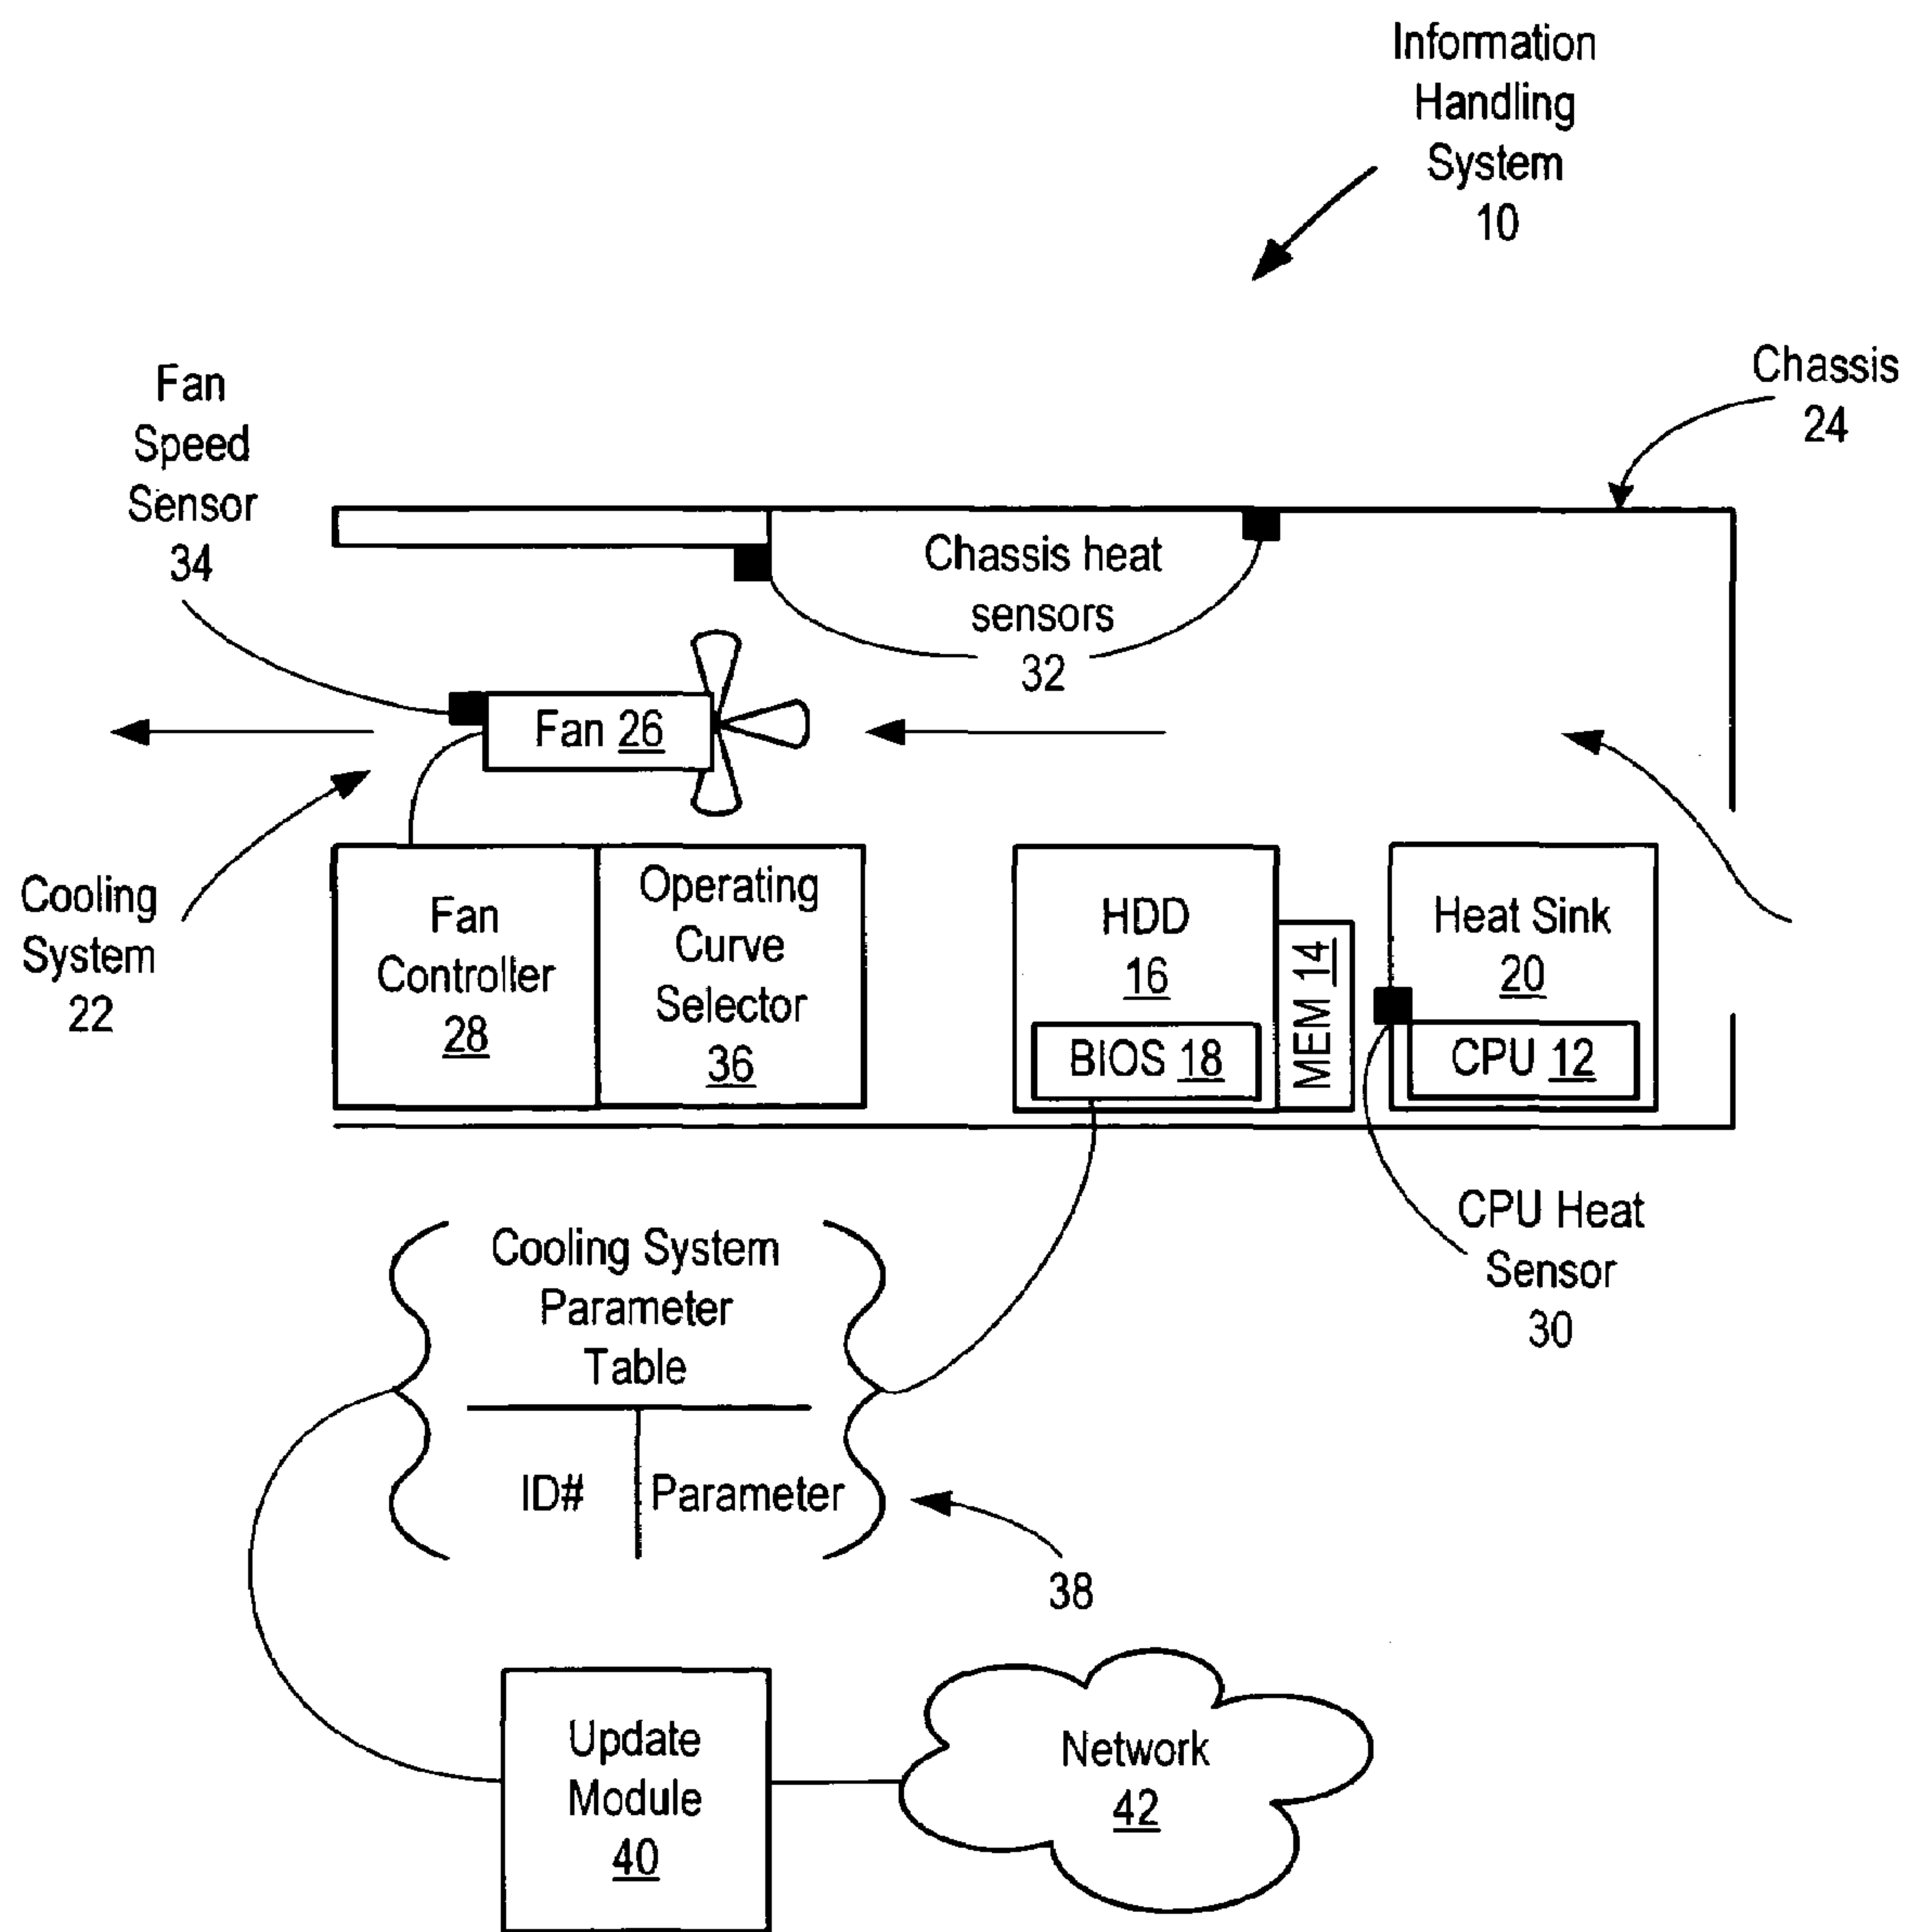 Information
Handling
System
10
Chassis
24
Fan
Speed
Sensor
34
Chassis heat
sensors
32
Fan 26
Cooling
System
22
Fan
Controller
28
Operating
Curve
Selector
36
HDD
16
BIOS 18
MEM 14
Heat Sink
20
CPU 12
CPU Heat
Sensor
30
Cooling System
Parameter
Table
ID#
Parameter
38
Update
Module
40
Network
42